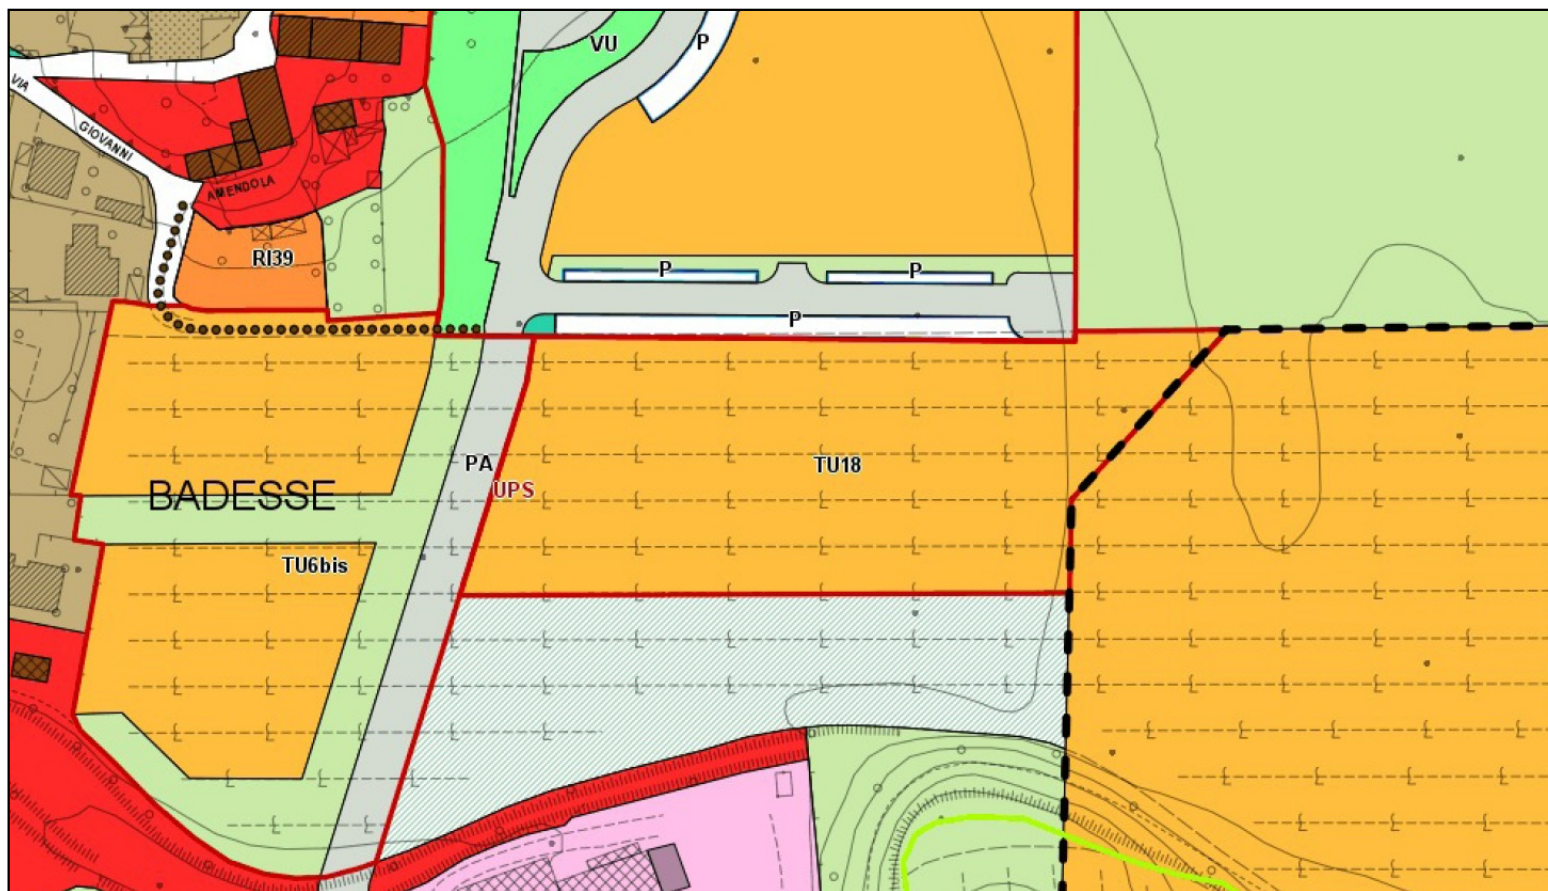 VU
P
VIA
GIOVANNI
AMENDOLA
RI39
P
P
P
PA
TU18
UPS
BADESSE
TU6bis